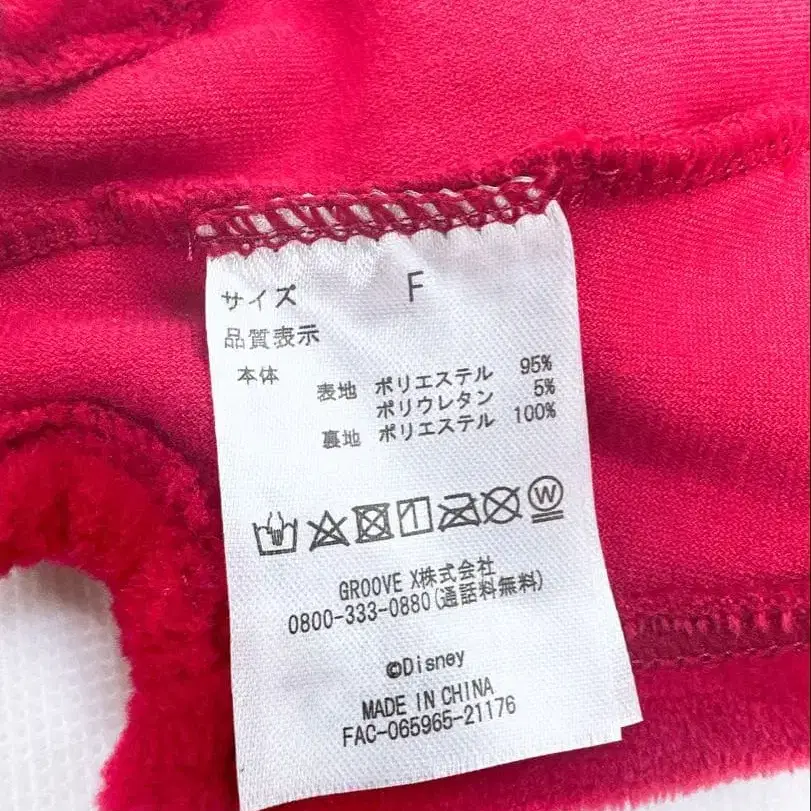 サイズ F
品質表示
本体 表地 ポリエステル 95%
ポリウレタン 5%
裏地 ポリエステル 100%
W
GROOVE X株式会社
0800-333-0880(通話料無料)
©Disney
MADE IN CHINA
FAC-065965-21176